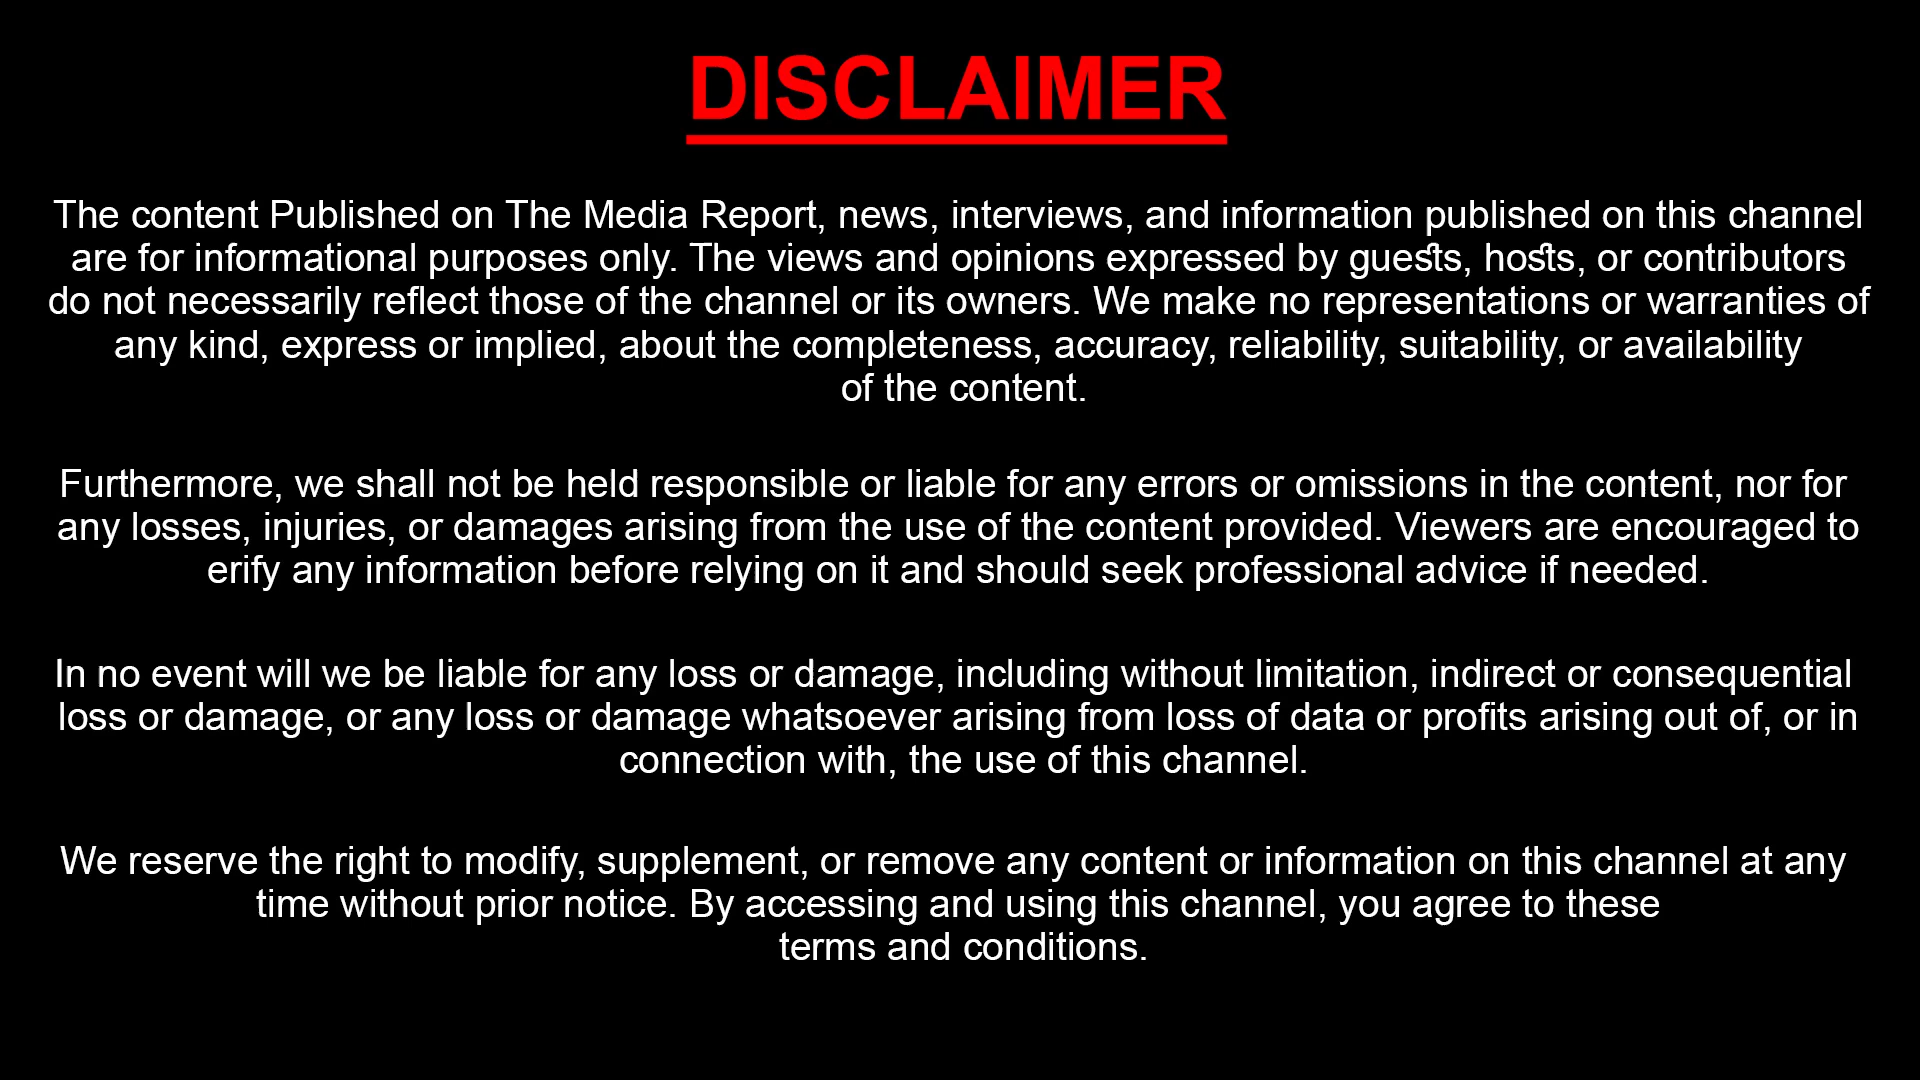 DISCLAIMER
The content Published on The Media Report, news, interviews, and information published on this channel
are for informational purposes only. The views and opinions expressed by guests, hosts, or contributors
do not necessarily reflect those of the channel or its owners. We make no representations or warranties of
any kind, express or implied, about the completeness, accuracy, reliability, suitability, or availability
of the content.
Furthermore, we shall not be held responsible or liable for any errors or omissions in the content, nor for
any losses, injuries, or damages arising from the use of the content provided. Viewers are encouraged to
erify any information before relying on it and should seek professional advice if needed.
In no event will we be liable for any loss or damage, including without limitation, indirect or consequential
loss or damage, or any loss or damage whatsoever arising from loss of data or profits arising out of, or in
connection with, the use of this channel.
We reserve the right to modify, supplement, or remove any content or information on this channel at any
time without prior notice. By accessing and using this channel, you agree to these
terms and conditions.